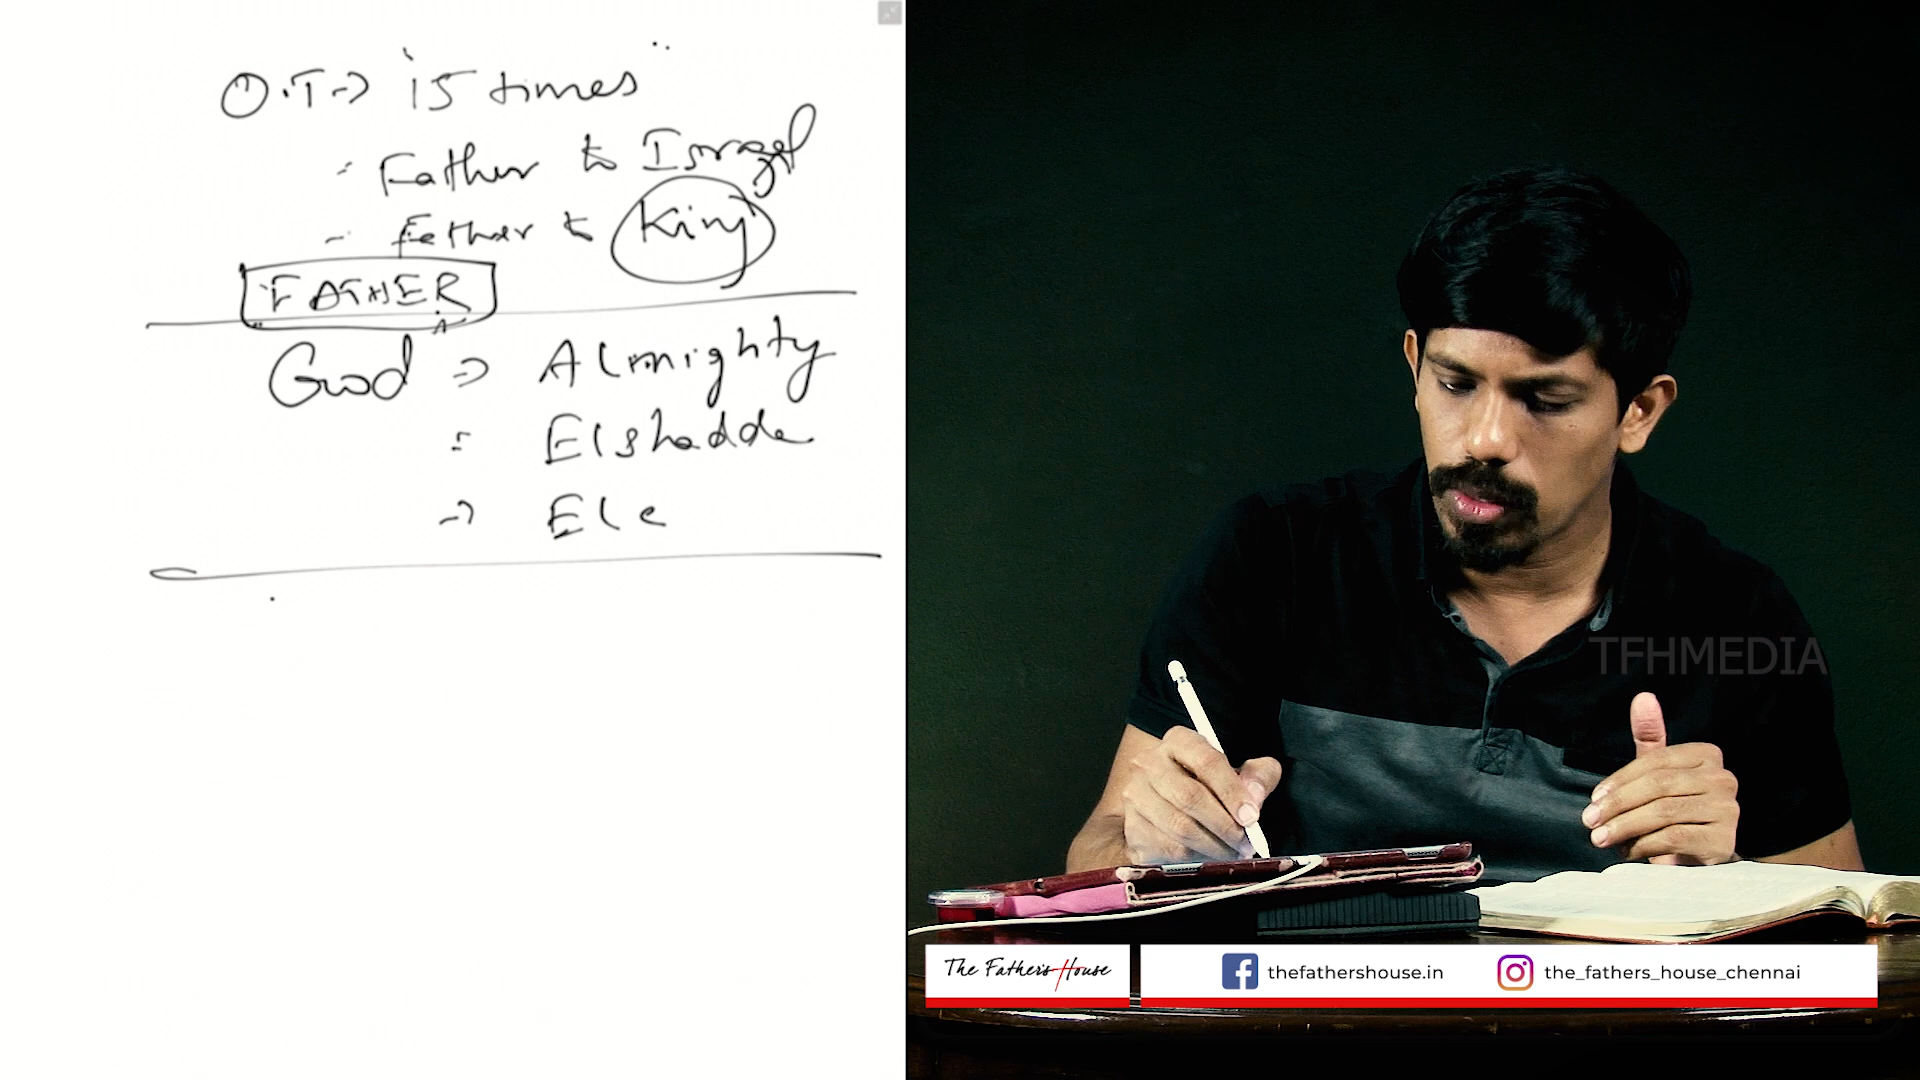 O.T → "15 times"
- Father to Israel
- Father to King
FATHER
God → Almighty
: Elshadda
→ Ele
TFHMEDIA
The Father's House
thefathershouse.in
the_fathers_house_chennai